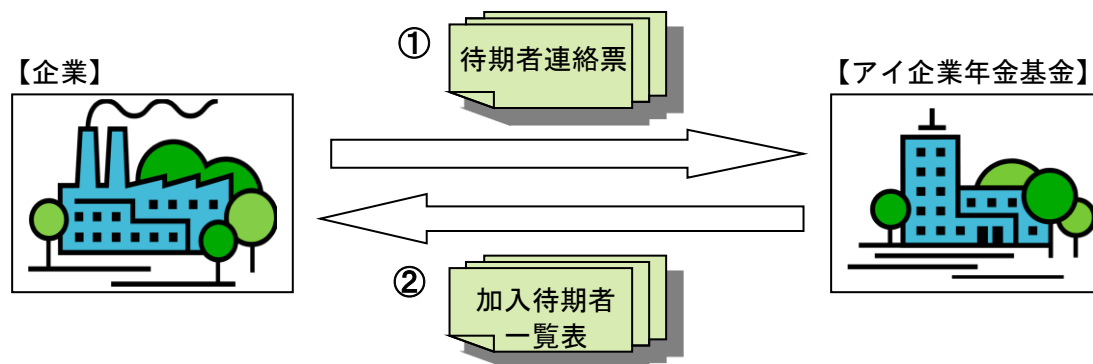 ①
待期者連絡票
【企業】
【アイ企業年金基金】
②
加入待期者
一覧表